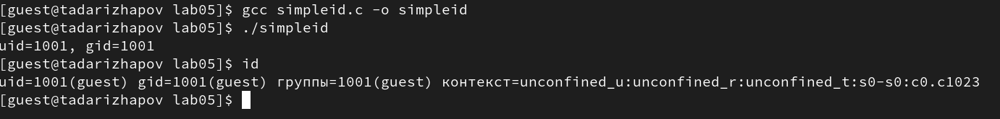 [guest@tadarizhapov lab05]$ gcc simpleid.c -o simpleid
[guest@tadarizhapov lab05]$ ./simpleid
uid=1001, gid=1001
[guest@tadarizhapov lab05]$ id
uid=1001(guest) gid=1001(guest) группы=1001(guest) контекст=unconfined_u:unconfined_r:unconfined_t:s0-s0:c0.c1023
[guest@tadarizhapov lab05]$